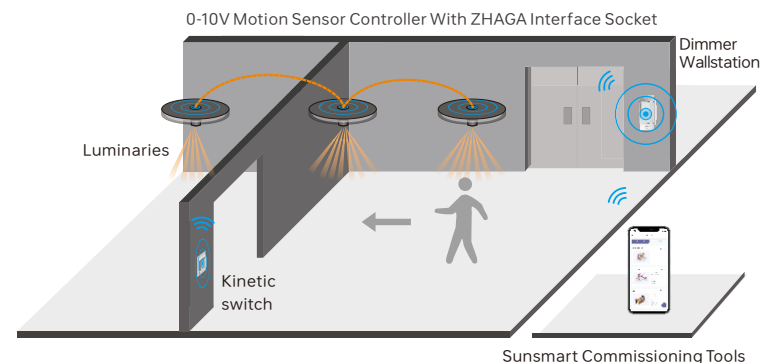 0-10V Motion Sensor Controller With ZHAGA Interface Socket
Dimmer
Wallstation
Luminaries
Kinetic
switch
Sunsmart Commissioning Tools